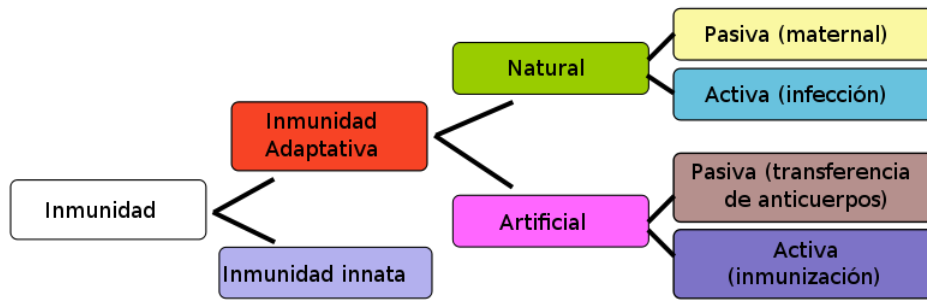 Inmunidad
Inmunidad
Adaptativa
Inmunidad innata
Natural
Artificial
Pasiva (maternal)
Activa (infección)
Pasiva (transferencia
de anticuerpos)
Activa
(inmunización)